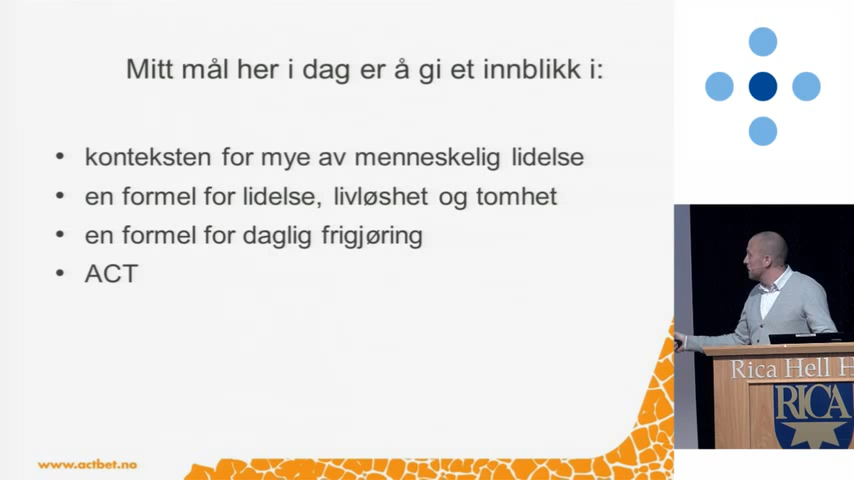 Mitt mål her i dag er å gi et innblikk i:
• konteksten for mye av menneskelig lidelse
• en formel for lidelse, livløshet og tomhet
• en formel for daglig frigjøring
• ACT
www.actbet.no
Rica Hell H
RICA